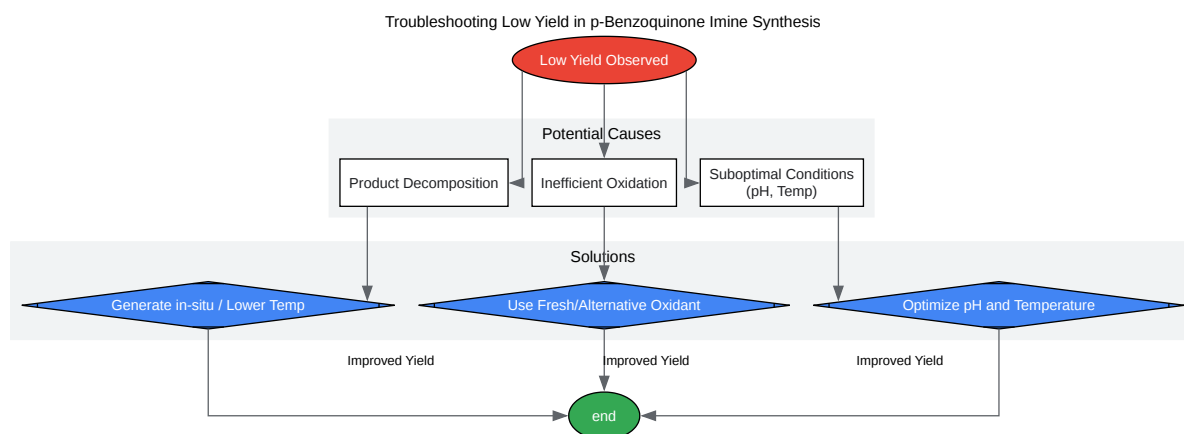 Troubleshooting Low Yield in p-Benzoquinone Imine Synthesis
Low Yield Observed
Potential Causes
Product Decomposition
Inefficient Oxidation
Suboptimal Conditions
(pH, Temp)
Solutions
Generate in-situ / Lower Temp
Use Fresh/Alternative Oxidant
Optimize pH and Temperature
Improved Yield
Improved Yield
Improved Yield
end